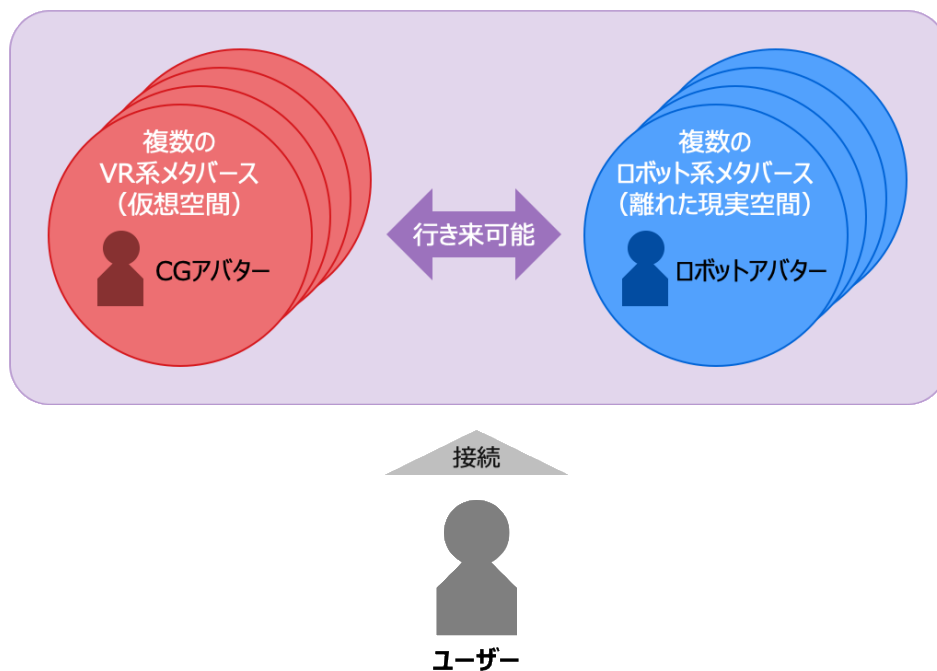 複数の
VR系メタバース
（仮想空間）
CGアバター
行き来可能
複数の
ロボット系メタバース
（離れた現実空間）
ロボットアバター
接続
ユーザー